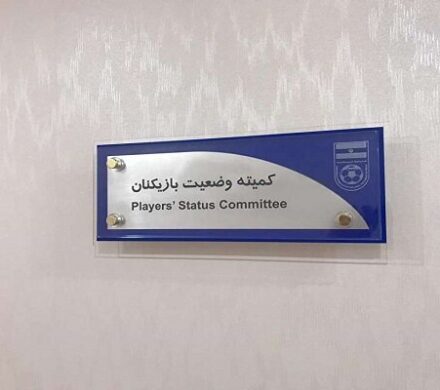 کمیته وضعیت بازیکنان
Players' Status Committee